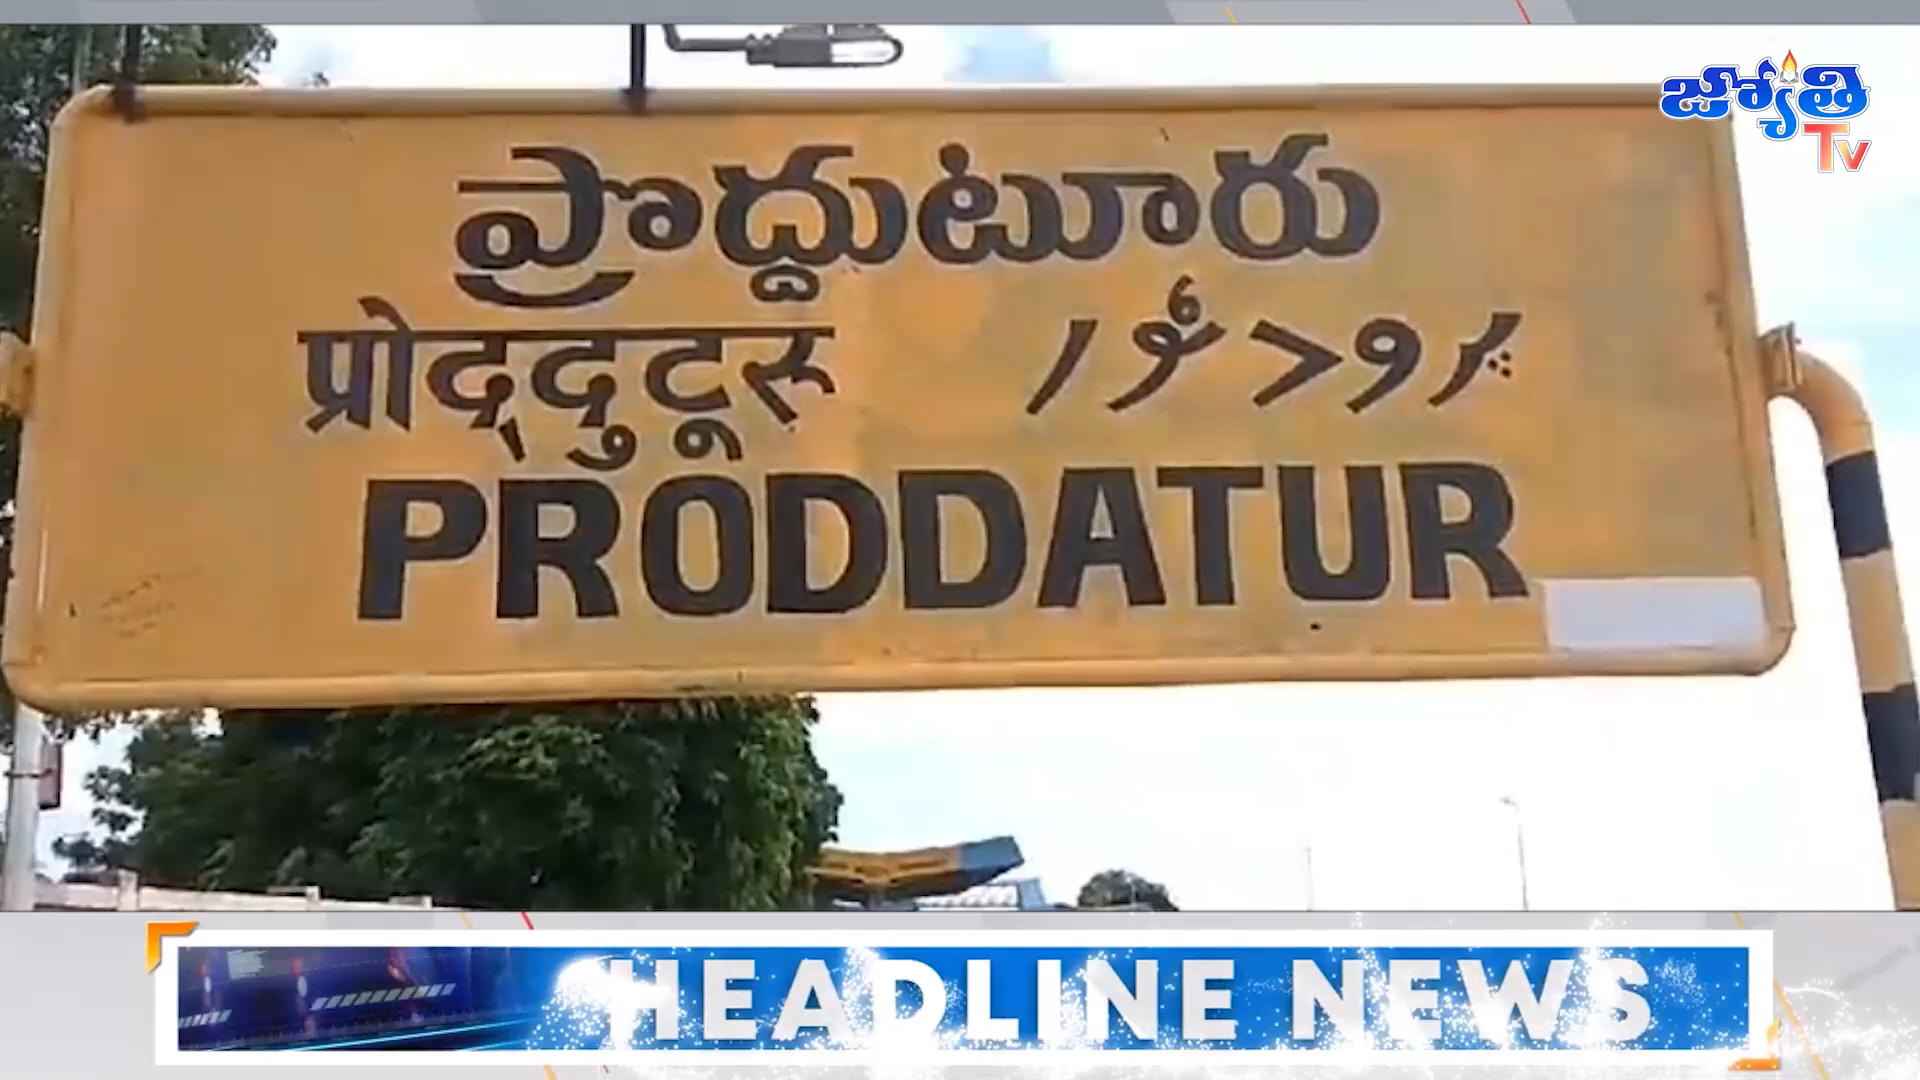 జ్యోతి
TV
ప్రొద్దుటూరు
प्रोद्‌दुटूरु
PRODDATUR
HEADLINE NEWS